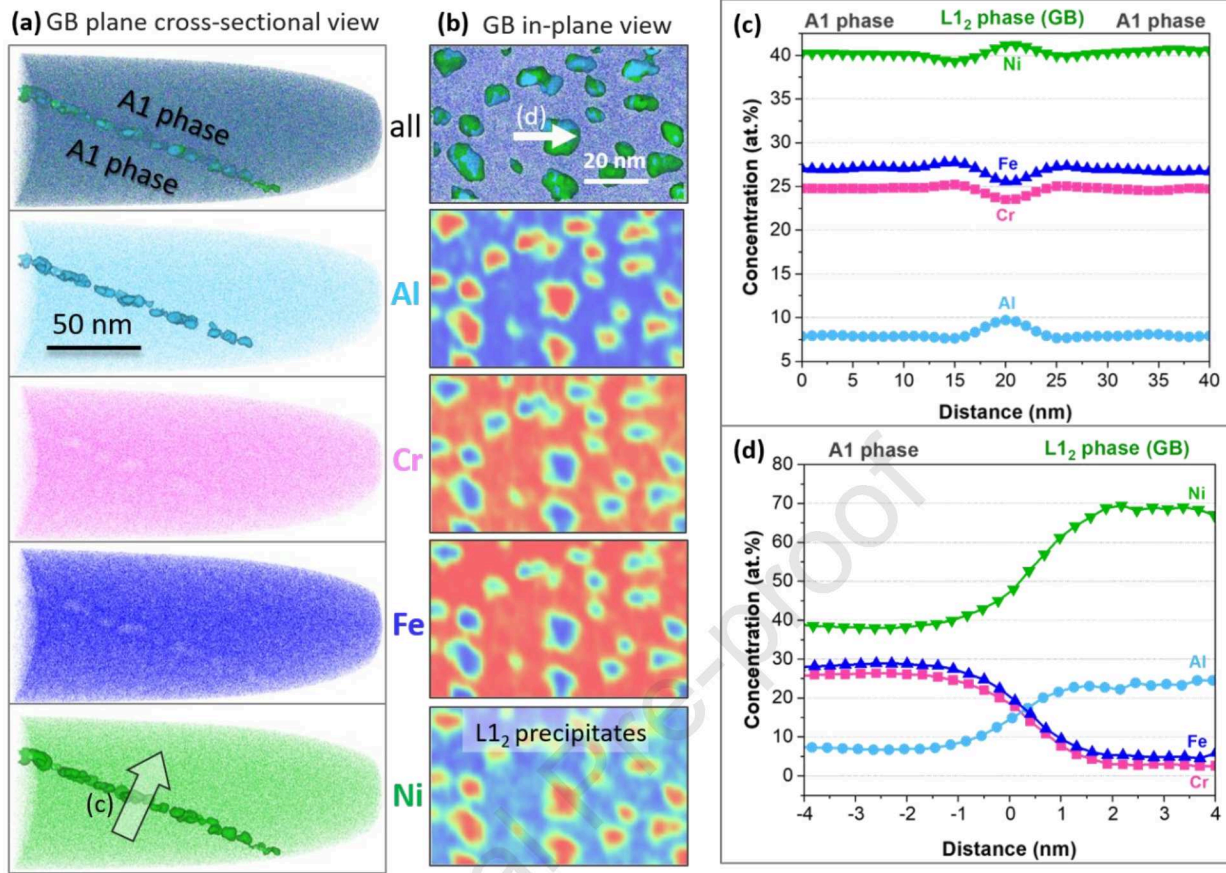 (a) GB plane cross-sectional view
A1 phase
A1 phase
50 nm
(c)
all
Al
Cr
Fe
Ni
(b) GB in-plane view
(d)
20 nm
L1₂ precipitates
(c)
A1 phase
L1₂ phase (GB)
A1 phase
Ni
Fe
Cr
Al
40
35
30
25
20
15
10
5
0 5 10 15 20 25 30 35 40
Concentration (at.%)
Distance (nm)
(d)
A1 phase
L1₂ phase (GB)
Ni
Al
Fe
Cr
80
70
60
50
40
30
20
10
0
-4 -3 -2 -1 0 1 2 3 4
Concentration (at.%)
Distance (nm)
re-proof